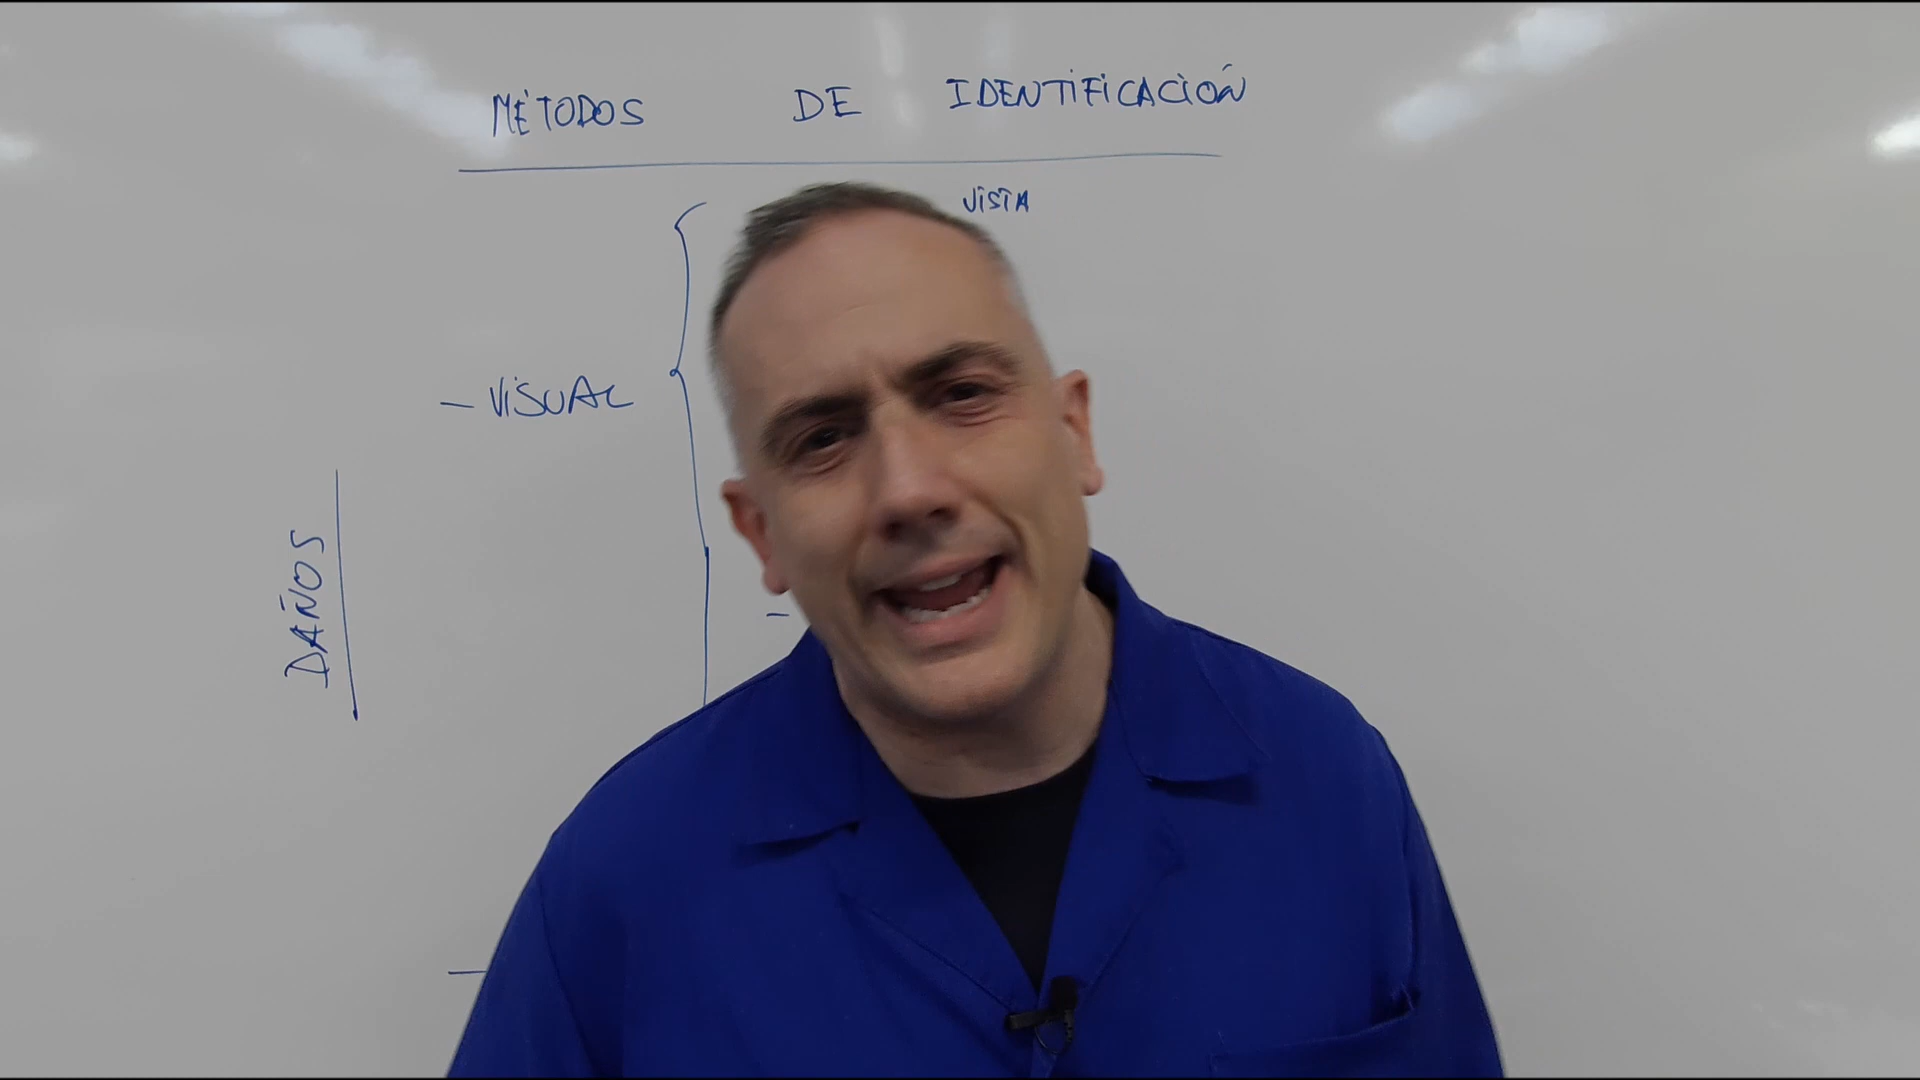 MÉTODOS DE IDENTIFICACIÓN
VISTA
- VISUAL
DAÑOS
-
-